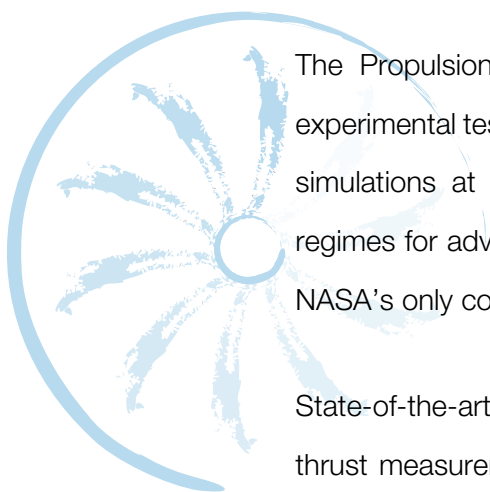 The Propulsion
experimental tes
simulations at
regimes for adv
NASA's only co
State-of-the-art
thrust measure